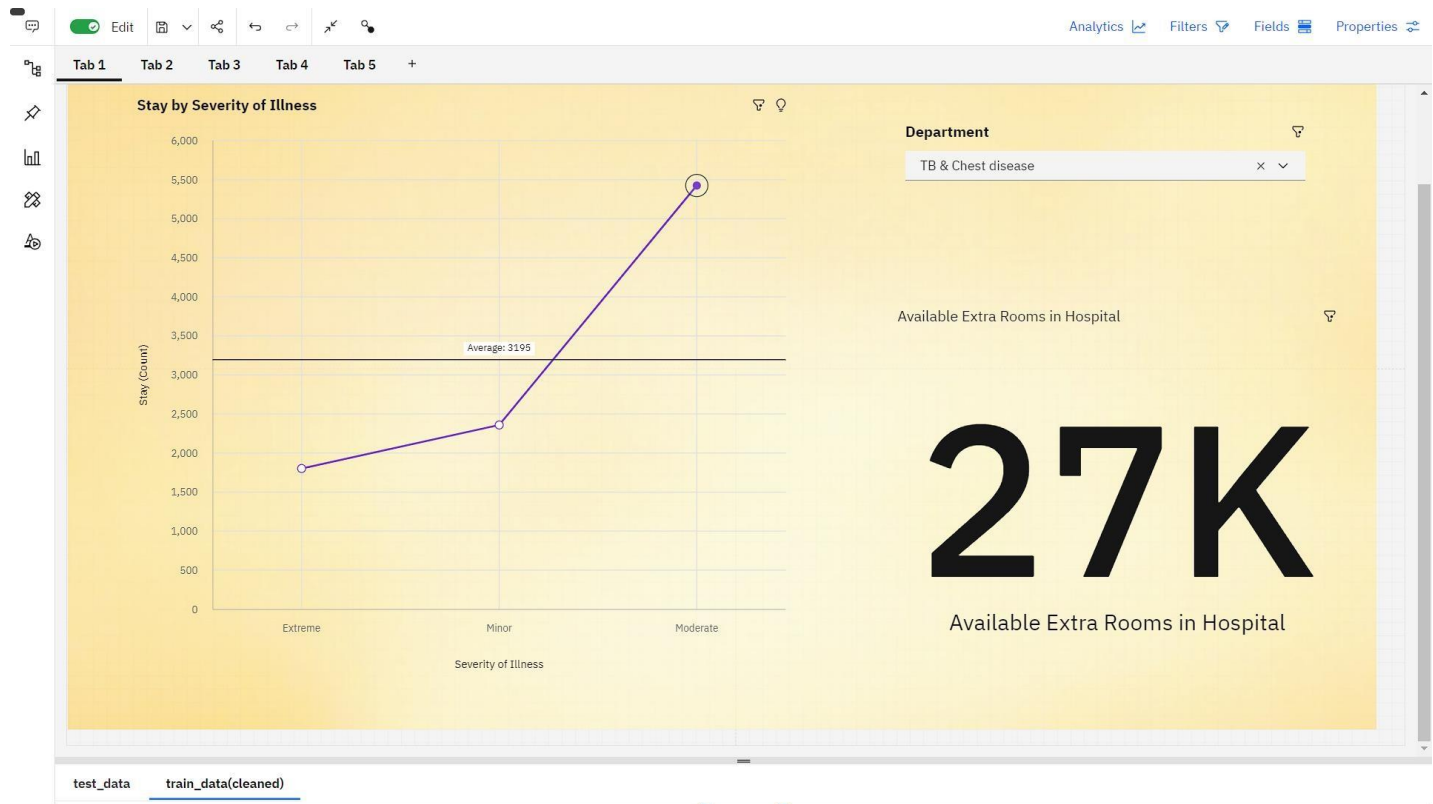 Edit
Analytics
Filters
Fields
Properties
Tab 1 Tab 2 Tab 3 Tab 4 Tab 5 +
Stay by Severity of Illness
6,000
5,500
5,000
4,500
4,000
3,500
3,000
2,500
2,000
1,500
1,000
500
0
Stay (Count)
Average: 3195
Extreme Minor Moderate
Severity of Illness
Department
TB & Chest disease
Available Extra Rooms in Hospital
27K
Available Extra Rooms in Hospital
test_data train_data(cleaned)